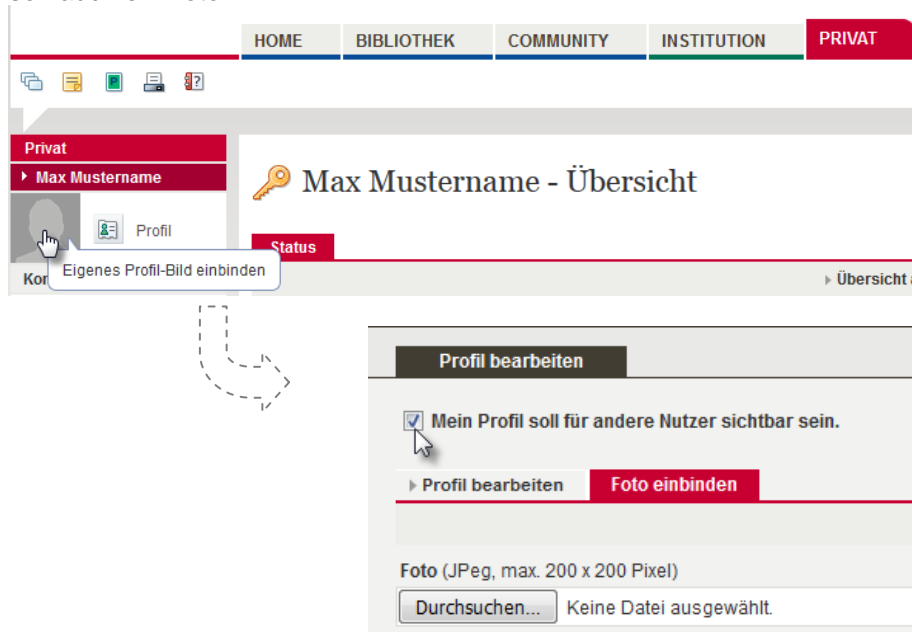 HOME BIBLIOTHEK COMMUNITY INSTITUTION PRIVAT
Privat
Max Mustername
Max Mustername - Übersicht
Profil
Status
Eigenes Profil-Bild einbinden
Kor
Übersicht
Profil bearbeiten
Mein Profil soll für andere Nutzer sichtbar sein.
Profil bearbeiten Foto einbinden
Foto (JPeg, max. 200 x 200 Pixel)
Durchsuchen... Keine Datei ausgewählt.